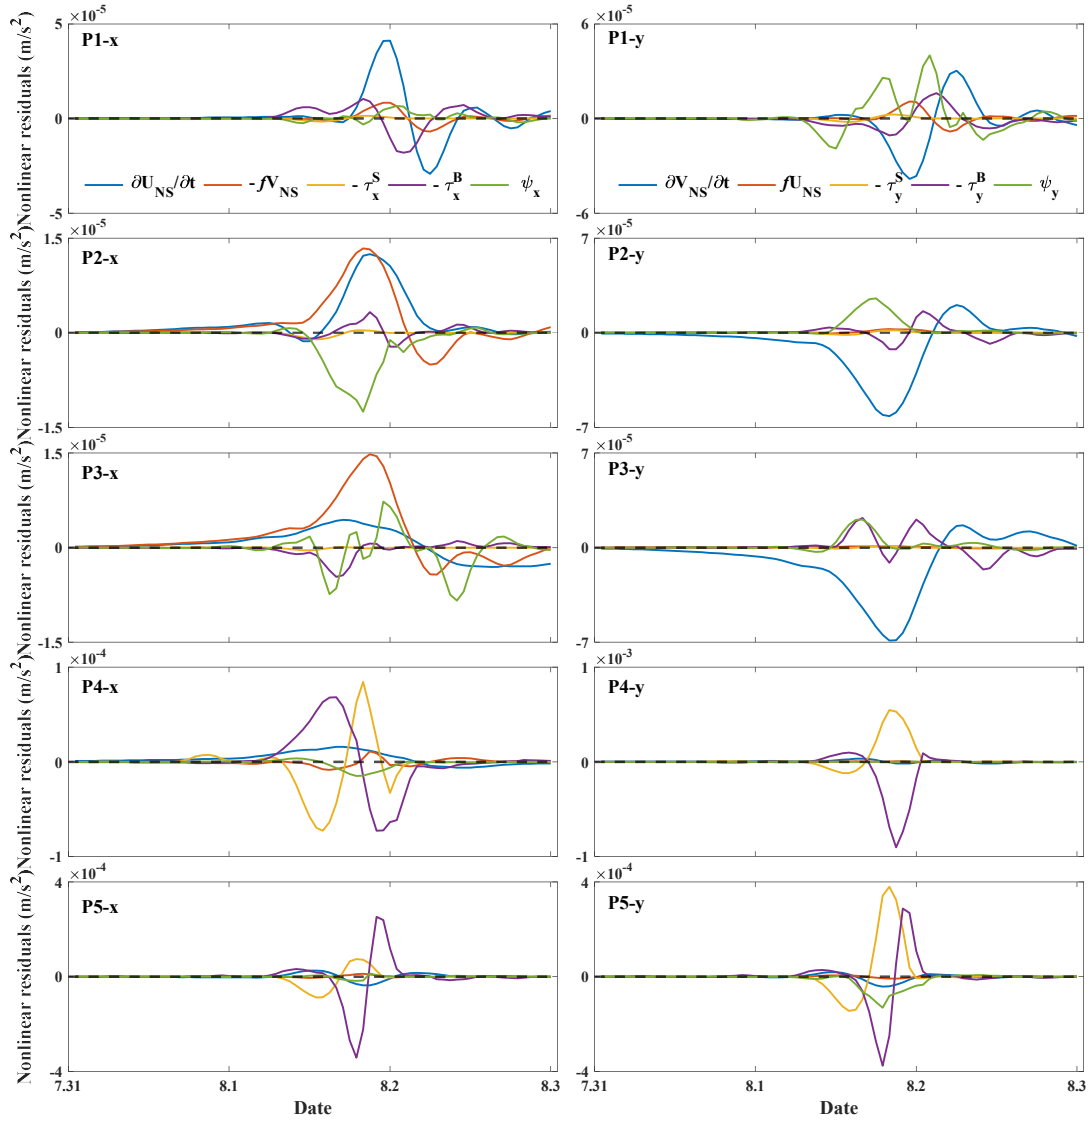 ×10⁻⁵
5
P1-x
0
∂U_NS/∂t
-fV_NS
- τ_x^S
- τ_x^B
ψ_x
-5
Nonlinear residuals (m/s²)
×10⁻⁵
6
P1-y
0
∂V_NS/∂t
fU_NS
- τ_y^S
- τ_y^B
ψ_y
-6
×10⁻⁵
1.5
P2-x
0
-1.5
Nonlinear residuals (m/s²)
×10⁻⁵
7
P2-y
0
-7
×10⁻⁵
1.5
P3-x
0
-1.5
Nonlinear residuals (m/s²)
×10⁻⁵
7
P3-y
0
-7
×10⁻⁴
1
P4-x
0
-1
Nonlinear residuals (m/s²)
×10⁻³
1
P4-y
0
-1
×10⁻⁴
4
P5-x
0
-4
Nonlinear residuals (m/s²)
7.31
8.1
8.2
8.3
Date
×10⁻⁴
4
P5-y
0
-4
7.31
8.1
8.2
8.3
Date